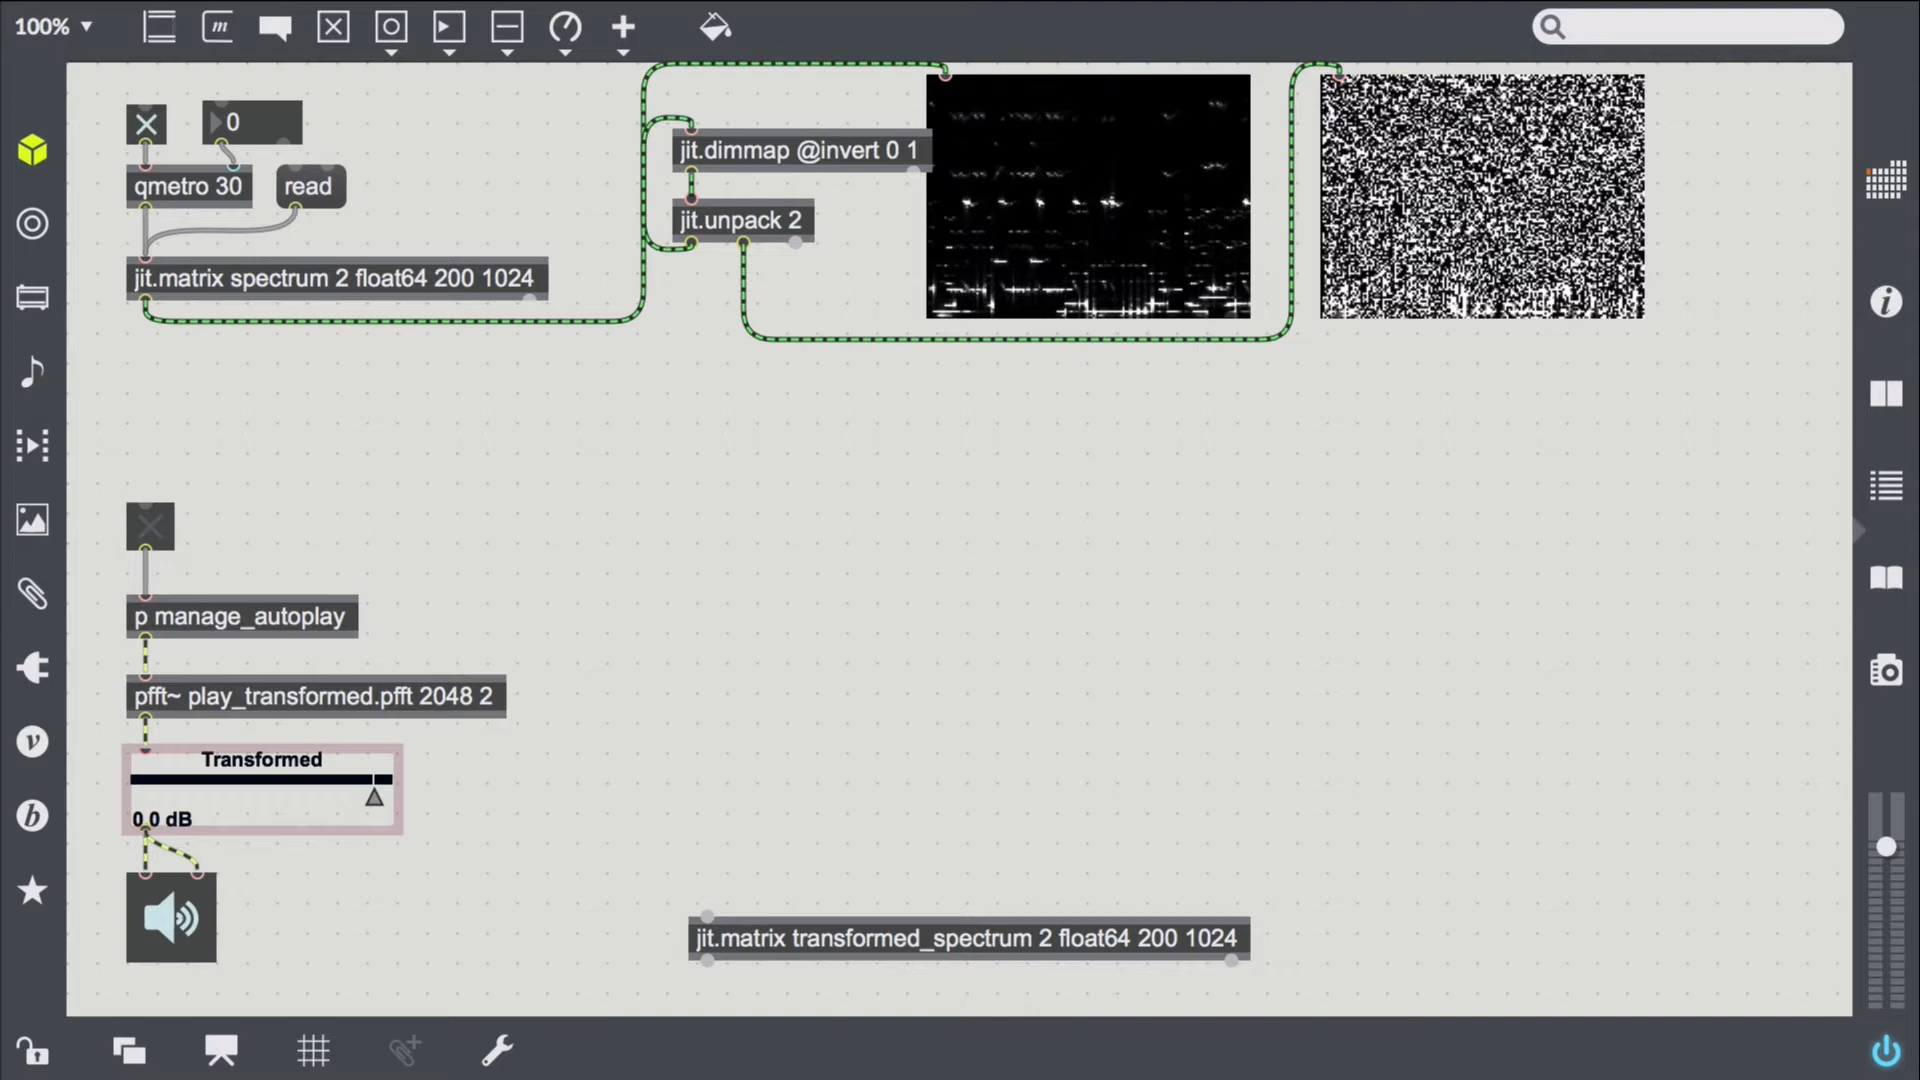 100%
m
0
jit.dimmap @invert 0 1
qmetro 30
read
jit.unpack 2
jit.matrix spectrum 2 float64 200 1024
p manage_autoplay
pfft~ play_transformed.pfft 2048 2
Transformed
0.0 dB
jit.matrix transformed_spectrum 2 float64 200 1024
i
v
b